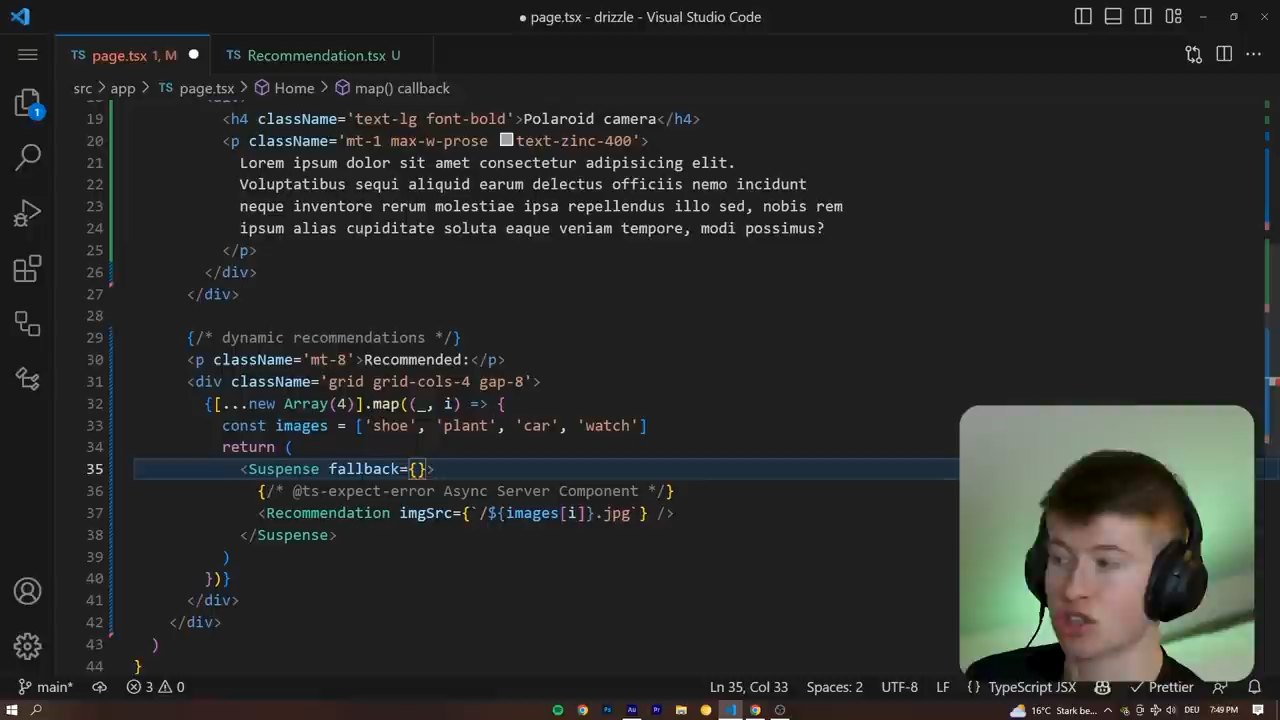 page.tsx - drizzle - Visual Studio Code
TS page.tsx 1, M
TS Recommendation.tsx U
src > app > TS page.tsx > Home > map() callback
19 <h4 className='text-lg font-bold'>Polaroid camera</h4>
20 <p className='mt-1 max-w-prose text-zinc-400'>
21 Lorem ipsum dolor sit amet consectetur adipisicing elit.
22 Voluptatibus sequi aliquid earum delectus officiis nemo incidunt
23 neque inventore rerum molestiae ipsa repellendus illo sed, nobis rem
24 ipsum alias cupiditate soluta eaque veniam tempore, modi possimus?
25 </p>
26 </div>
27 </div>
28
29 {/* dynamic recommendations */}
30 <p className='mt-8'>Recommended:</p>
31 <div className='grid grid-cols-4 gap-8'>
32 {[...new Array(4)].map((_, i) => {
33 const images = ['shoe', 'plant', 'car', 'watch']
34 return (
35 <Suspense fallback={}>
36 {/* @ts-expect-error Async Server Component */}
37 <Recommendation imgSrc={`/${images[i]}.jpg`} />
38 </Suspense>
39 )
40 })}
41 </div>
42 </div>
43 )
44 }
1
main* 3 0 Ln 35, Col 33 Spaces: 2 UTF-8 LF {} TypeScript JSX Prettier
Ps Au Pr 16°C Stark be... DEU 7:49 PM